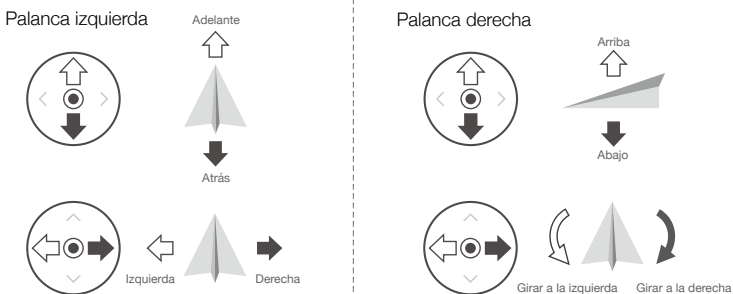 Palanca izquierda
Adelante
Atrás
Izquierda
Derecha
Palanca derecha
Arriba
Abajo
Girar a la izquierda
Girar a la derecha